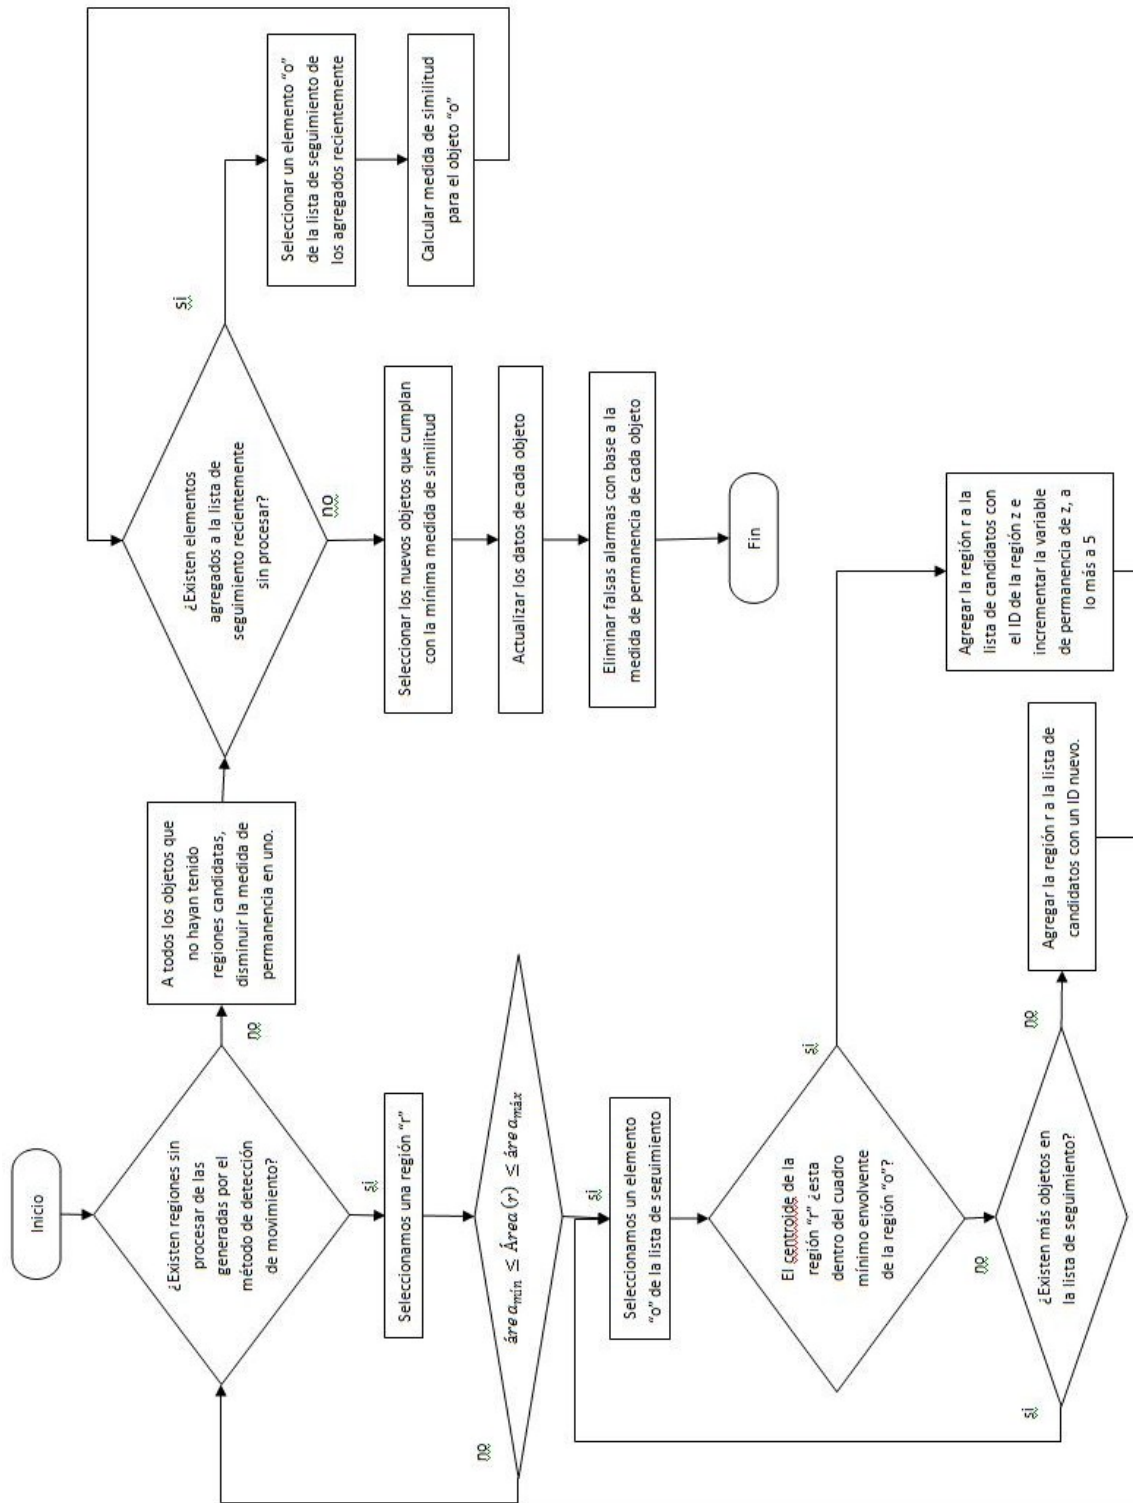 Inicio
¿Existen regiones sin
procesar de las
generadas por el
método de detección
de movimiento?
si
no
Seleccionamos una región "r"
área_mín ≤ Área(r) ≤ área_máx
no
si
Seleccionamos un elemento
"o" de la lista de seguimiento
El centroide de la
región "r" ¿esta
dentro del cuadro
mínimo envolvente
de la región "o"?
si
no
¿Existen más objetos en
la lista de seguimiento?
si
no
Agregar la región r a la lista de
candidatos con un ID nuevo.
Agregar la región r a la
lista de candidatos con
el ID de la región z e
incrementar la variable
de permanencia de z, a
lo más a 5
A todos los objetos que
no hayan tenido
regiones candidatas,
disminuir la medida de
permanencia en uno.
¿Existen elementos
agregados a la lista de
seguimiento recientemente
sin procesar?
si
no
Seleccionar un elemento "o"
de la lista de seguimiento de
los agregados recientemente
Calcular medida de similitud
para el objeto "o"
Seleccionar los nuevos objetos que cumplan
con la mínima medida de similitud
Actualizar los datos de cada objeto
Eliminar falsas alarmas con base a la
medida de permanencia de cada objeto
Fin